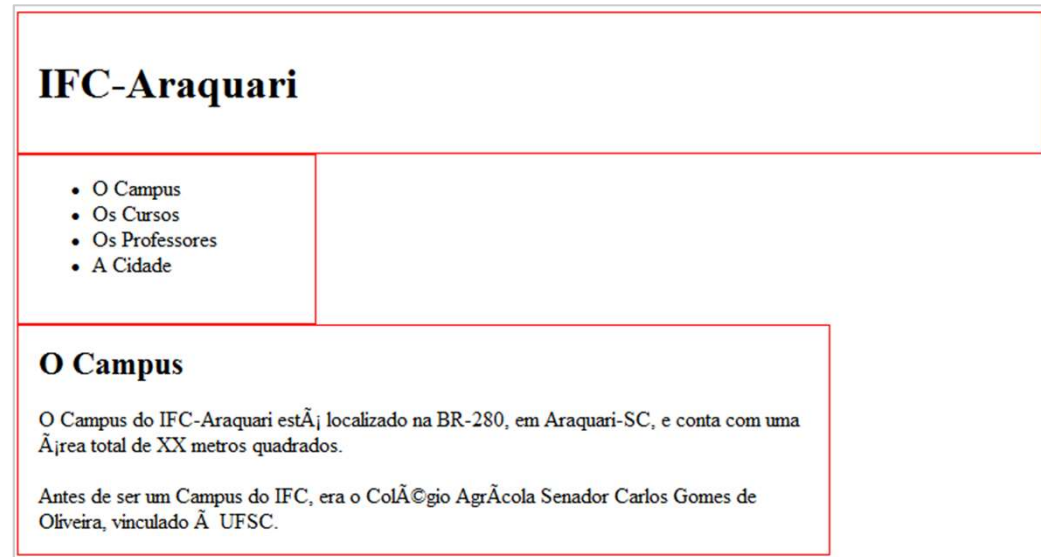 IFC-Araquari
• O Campus
• Os Cursos
• Os Professores
• A Cidade
O Campus
O Campus do IFC-Araquari estÃ¡ localizado na BR-280, em Araquari-SC, e conta com uma
Ã¡rea total de XX metros quadrados.
Antes de ser um Campus do IFC, era o ColÃ©gio AgrÃ­cola Senador Carlos Gomes de
Oliveira, vinculado Ã  UFSC.